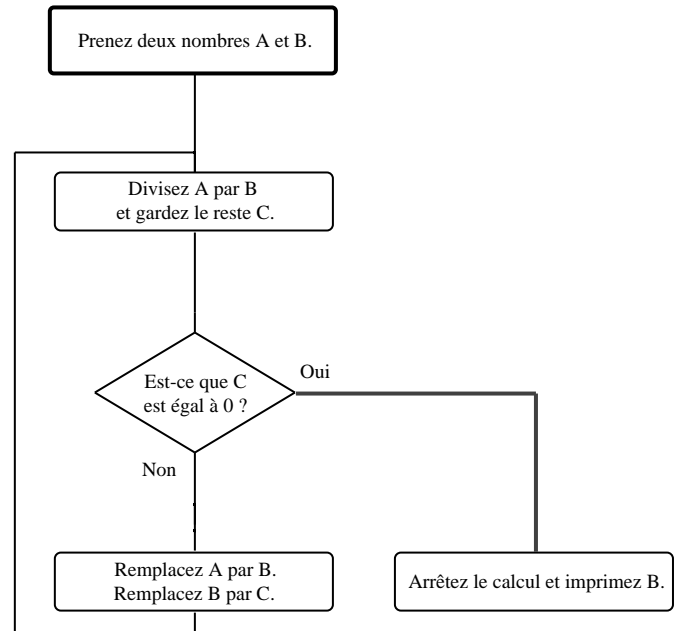 Prenez deux nombres A et B.
Divisez A par B
et gardez le reste C.
Est-ce que C
est égal à 0 ?
Oui
Non
Remplacez A par B.
Remplacez B par C.
Arrêtez le calcul et imprimez B.